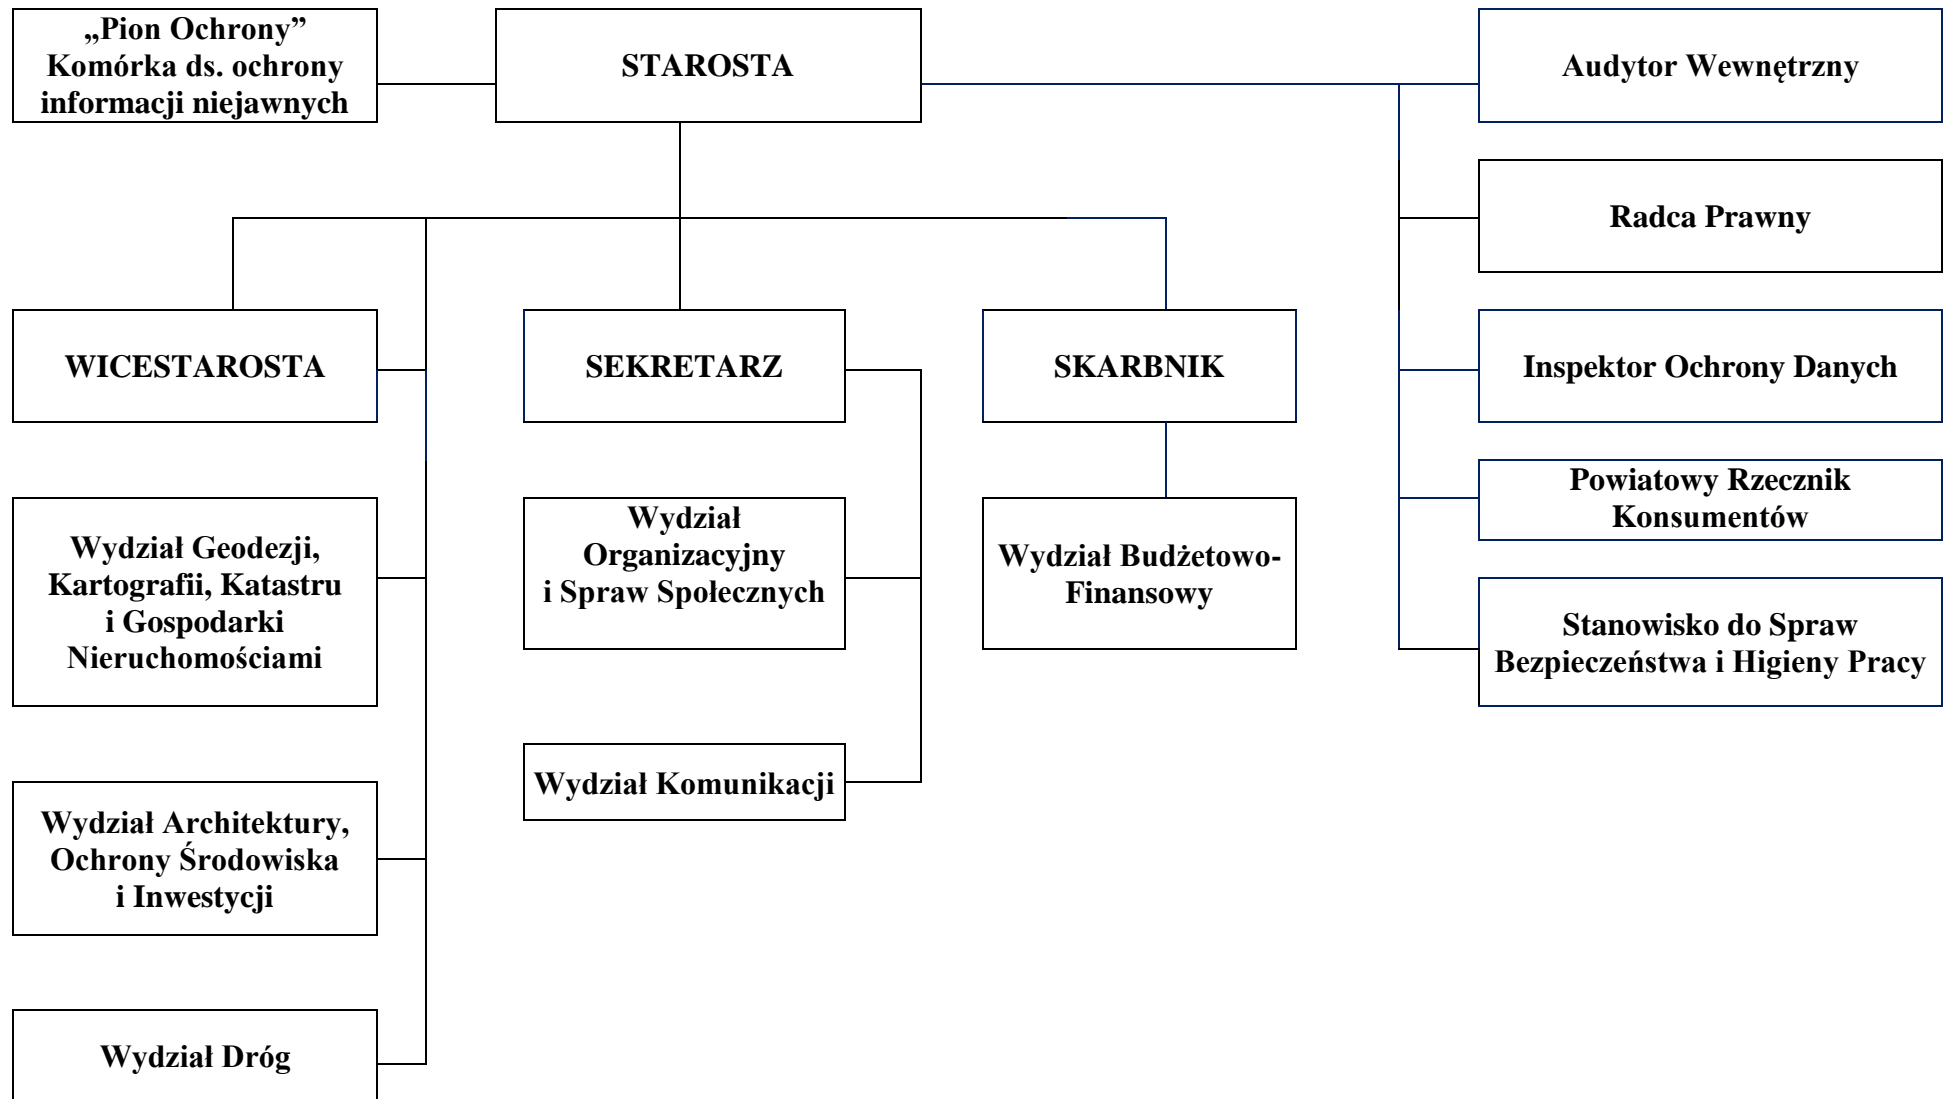 „Pion Ochrony”
Komórka ds. ochrony
informacji niejawnych
STAROSTA
Audytor Wewnętrzny
Radca Prawny
WICESTAROSTA
SEKRETARZ
SKARBNIK
Inspektor Ochrony Danych
Powiatowy Rzecznik
Konsumentów
Wydział Geodezji,
Kartografii, Katastru
i Gospodarki
Nieruchomościami
Wydział
Organizacyjny
i Spraw Społecznych
Wydział Budżetowo-
Finansowy
Stanowisko do Spraw
Bezpieczeństwa i Higieny Pracy
Wydział Komunikacji
Wydział Architektury,
Ochrony Środowiska
i Inwestycji
Wydział Dróg